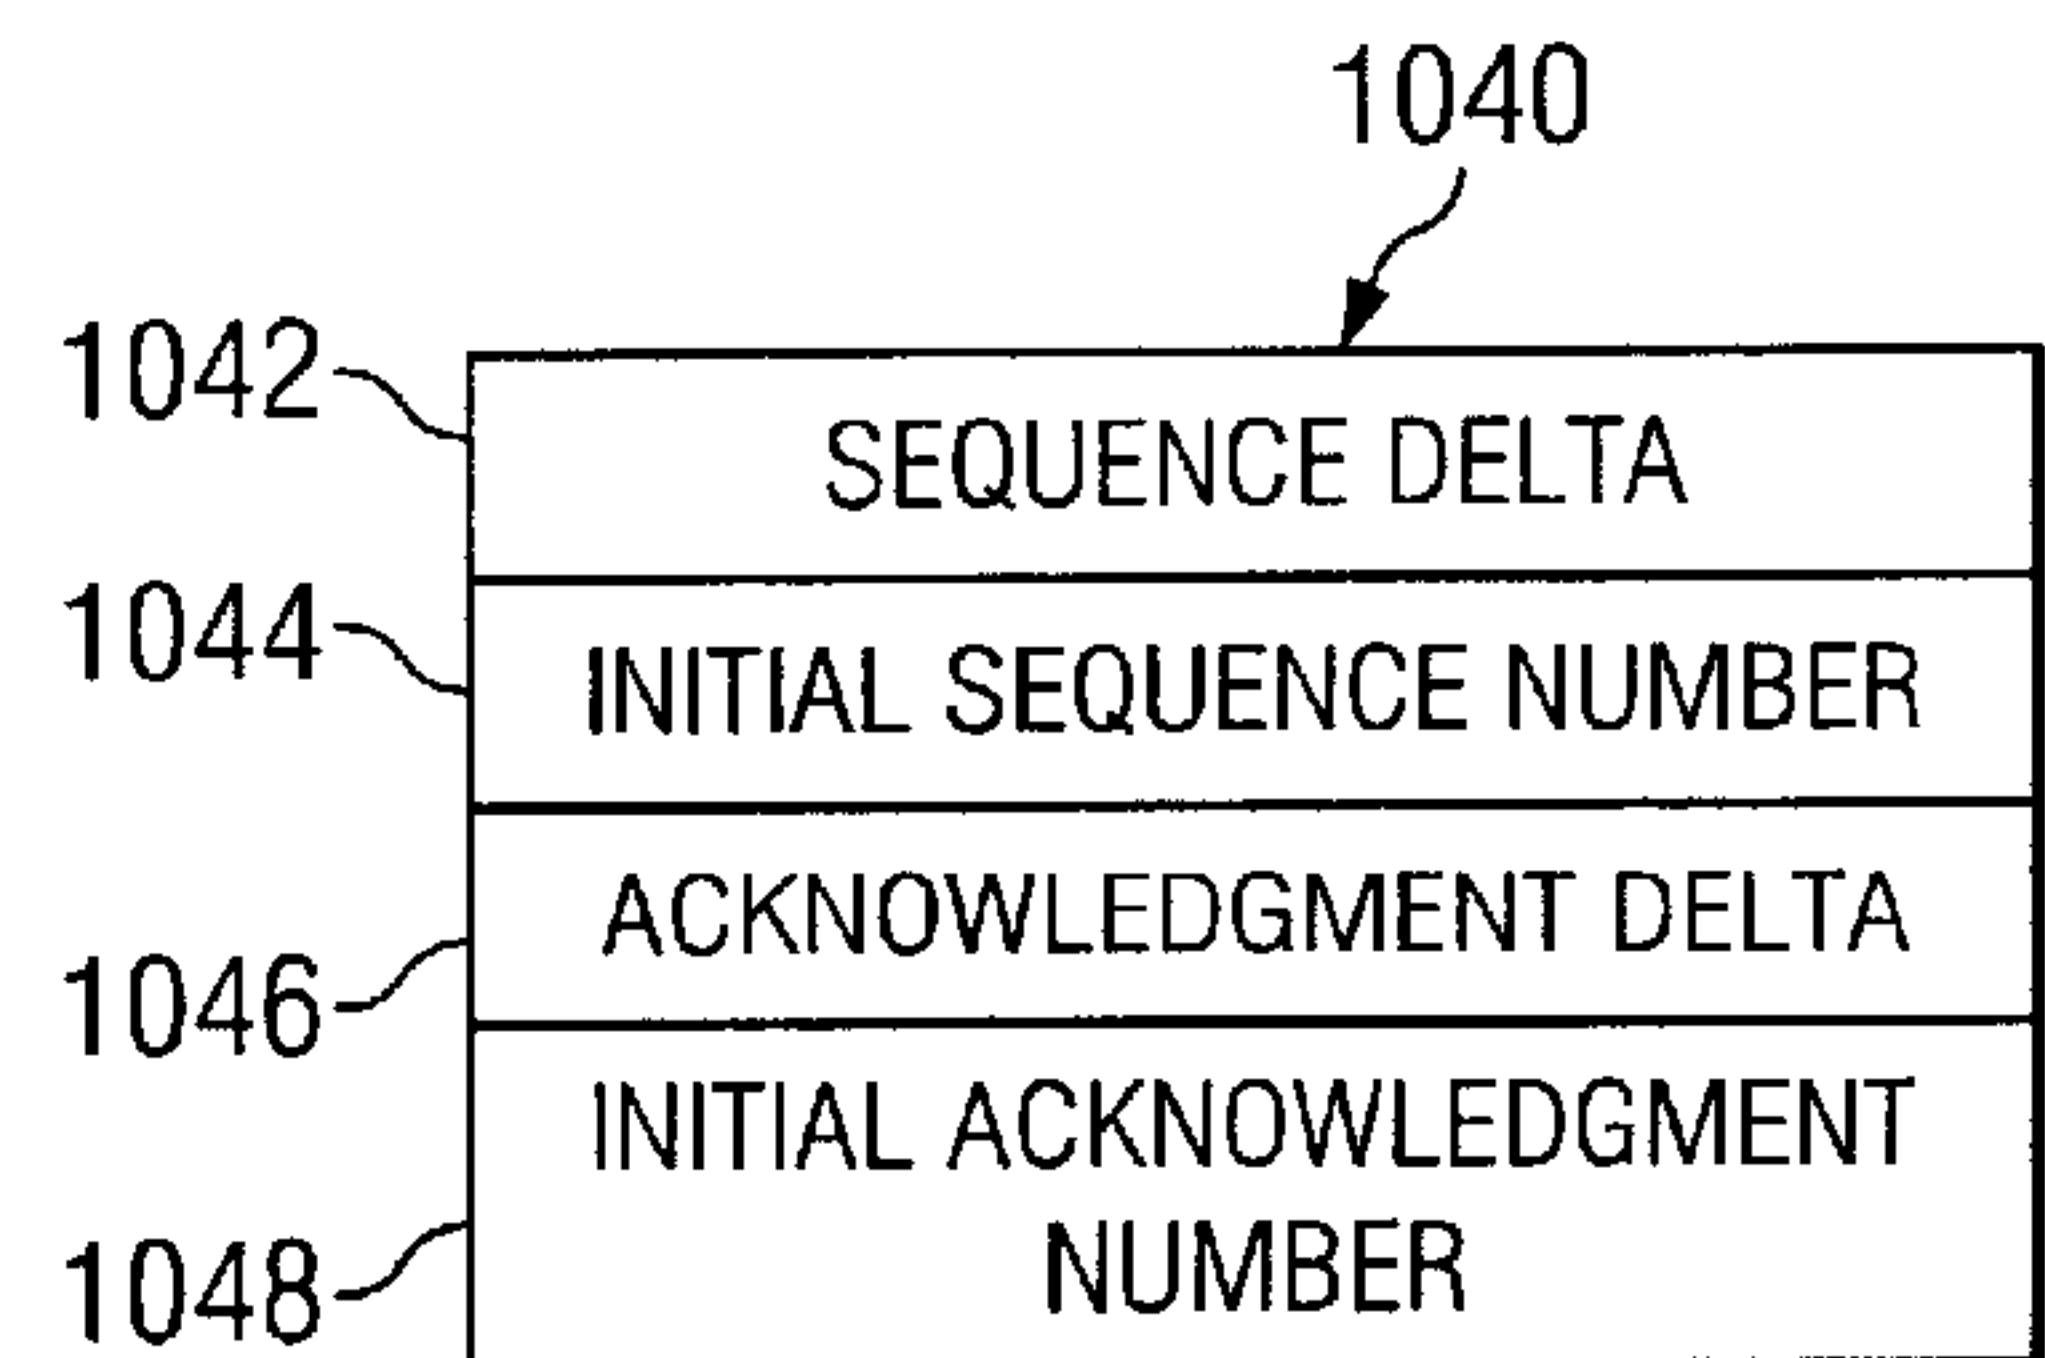 1040
1042
SEQUENCE DELTA
1044
INITIAL SEQUENCE NUMBER
ACKNOWLEDGMENT DELTA
1046
INITIAL ACKNOWLEDGMENT
NUMBER
1048